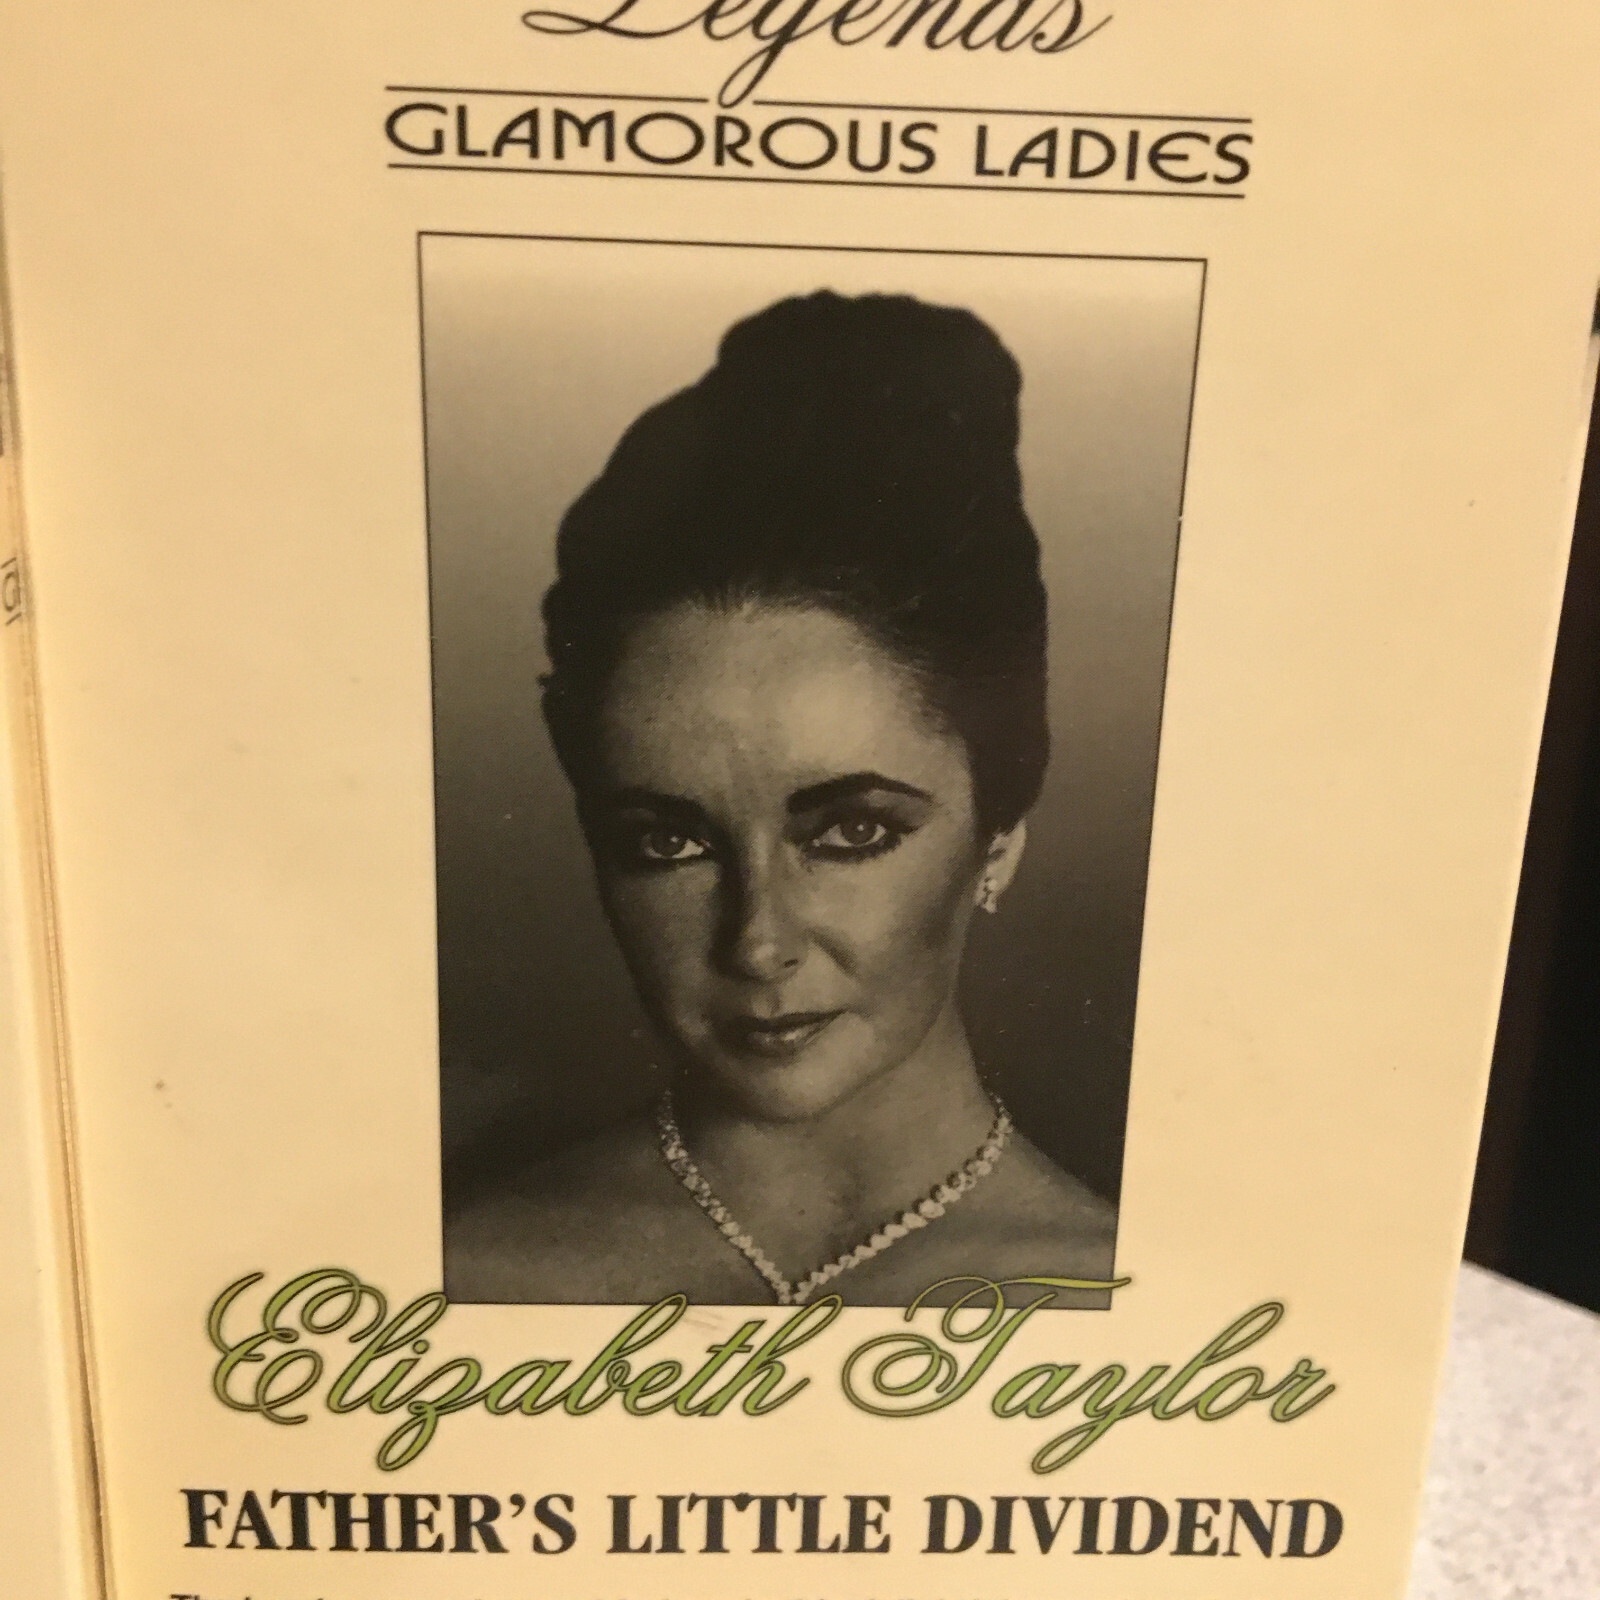 Legends
GLAMOROUS LADIES
Elizabeth Taylor
FATHER'S LITTLE DIVIDEND